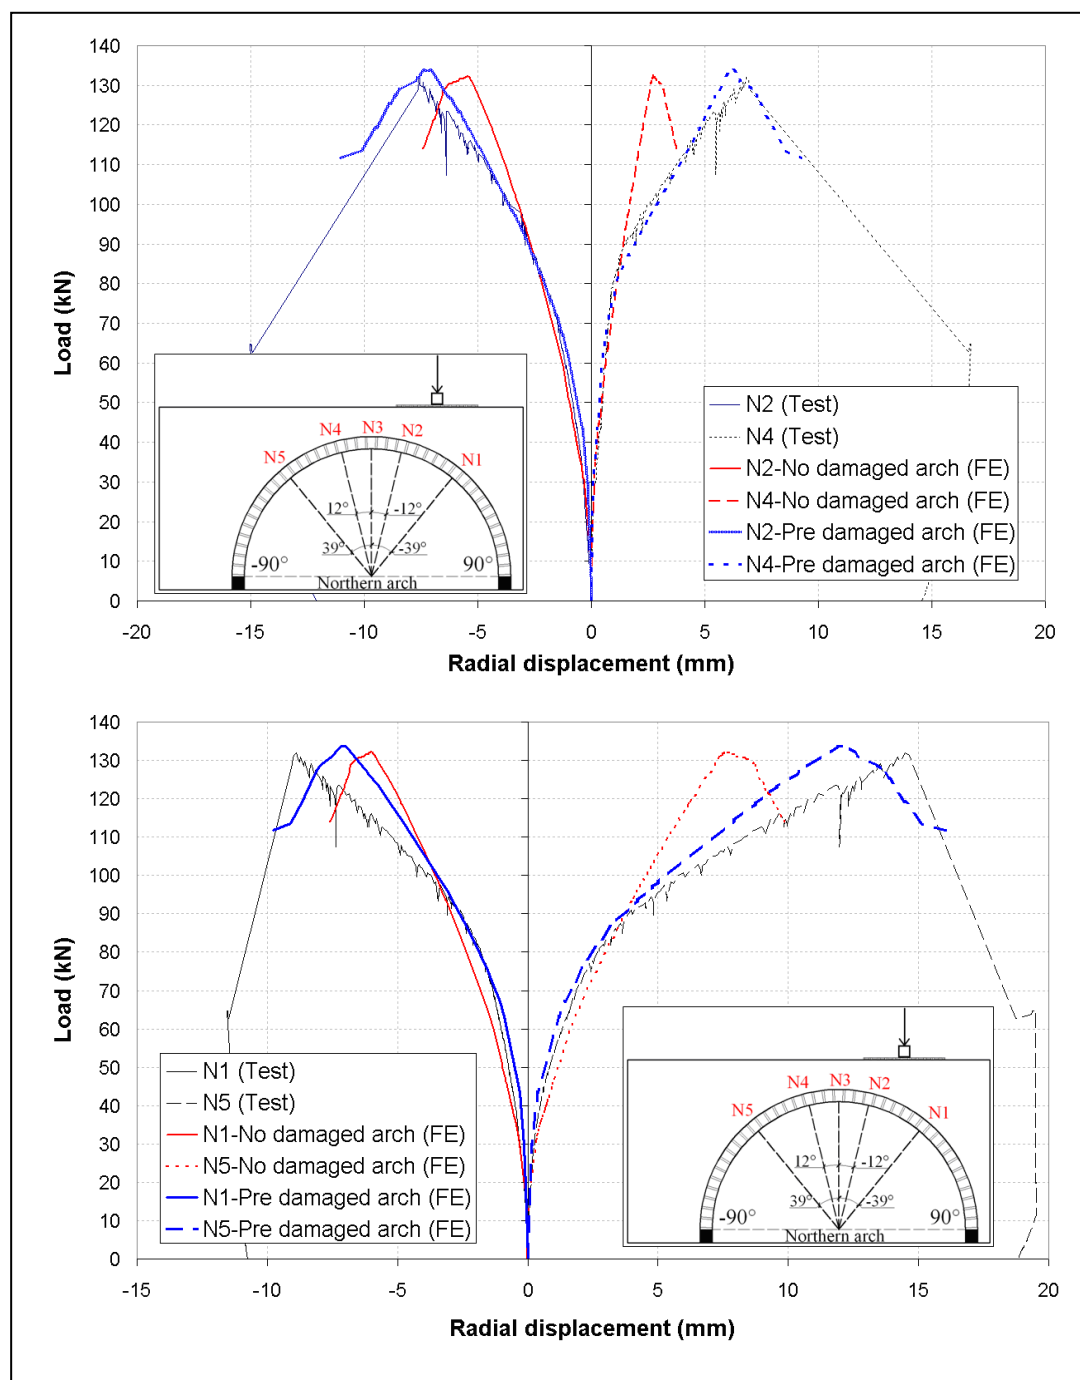 140
130
120
110
100
90
80
70
60
50
40
30
20
10
0
Load (kN)
-20 -15 -10 -5 0 5 10 15 20
Radial displacement (mm)
N5 N4 N3 N2 N1
12° -12°
39° -39°
-90° 90°
Northern arch
N2 (Test)
N4 (Test)
N2-No damaged arch (FE)
N4-No damaged arch (FE)
N2-Pre damaged arch (FE)
N4-Pre damaged arch (FE)
140
130
120
110
100
90
80
70
60
50
40
30
20
10
0
Load (kN)
-15 -10 -5 0 5 10 15 20
Radial displacement (mm)
N1 (Test)
N5 (Test)
N1-No damaged arch (FE)
N5-No damaged arch (FE)
N1-Pre damaged arch (FE)
N5-Pre damaged arch (FE)
N5 N4 N3 N2 N1
12° -12°
39° -39°
-90° 90°
Northern arch